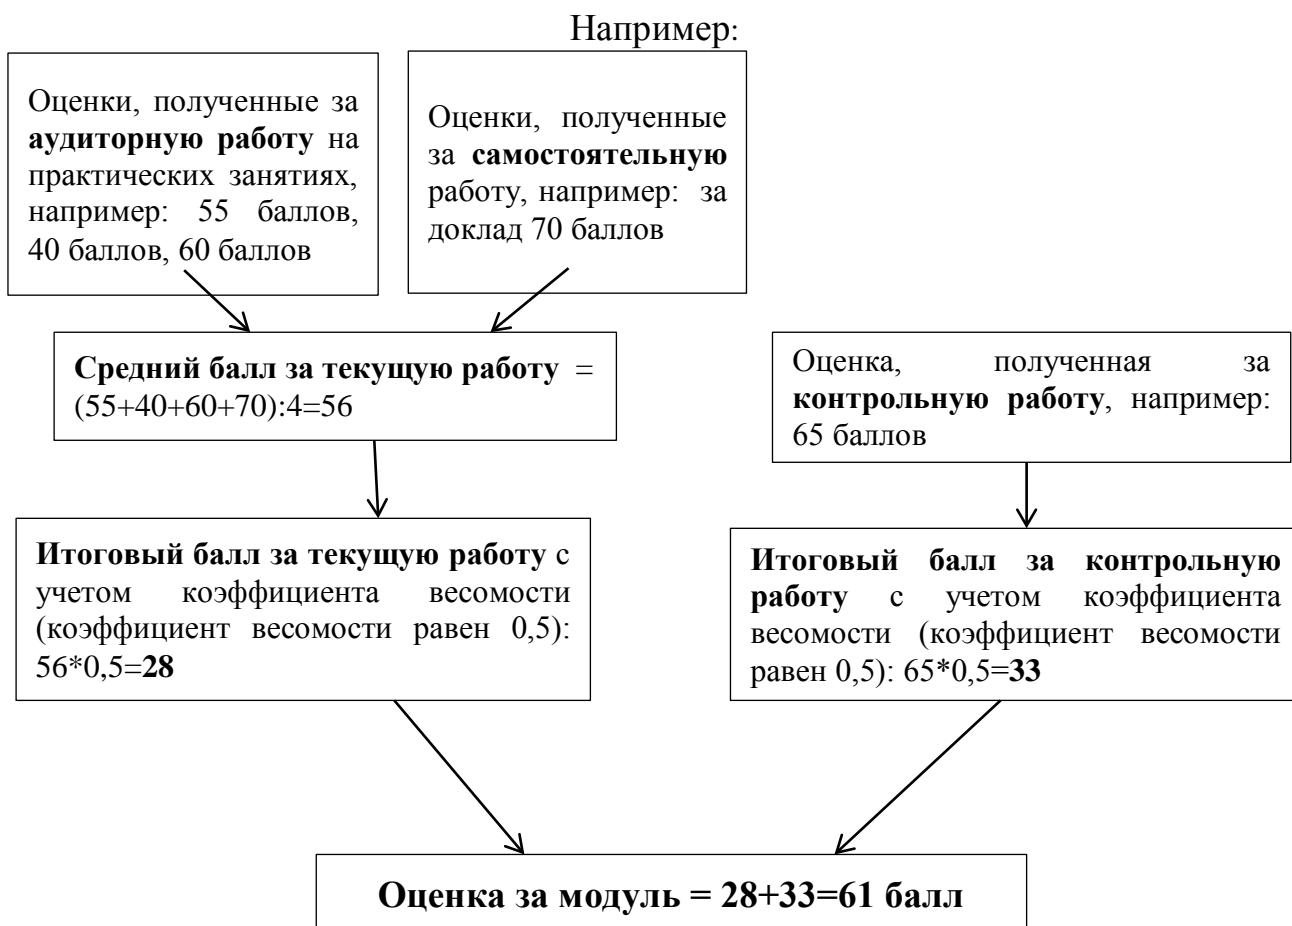 Например:
Оценки, полученные за
аудиторную работу на
практических занятиях,
например: 55 баллов,
40 баллов, 60 баллов
Оценки, полученные
за самостоятельную
работу, например: за
доклад 70 баллов
Средний балл за текущую работу =
(55+40+60+70):4=56
Оценка, полученная за
контрольную работу, например:
65 баллов
Итоговый балл за текущую работу с
учетом коэффициента весомости
(коэффициент весомости равен 0,5):
56*0,5=28
Итоговый балл за контрольную
работу с учетом коэффициента
весомости (коэффициент весомости
равен 0,5): 65*0,5=33
Оценка за модуль = 28+33=61 балл